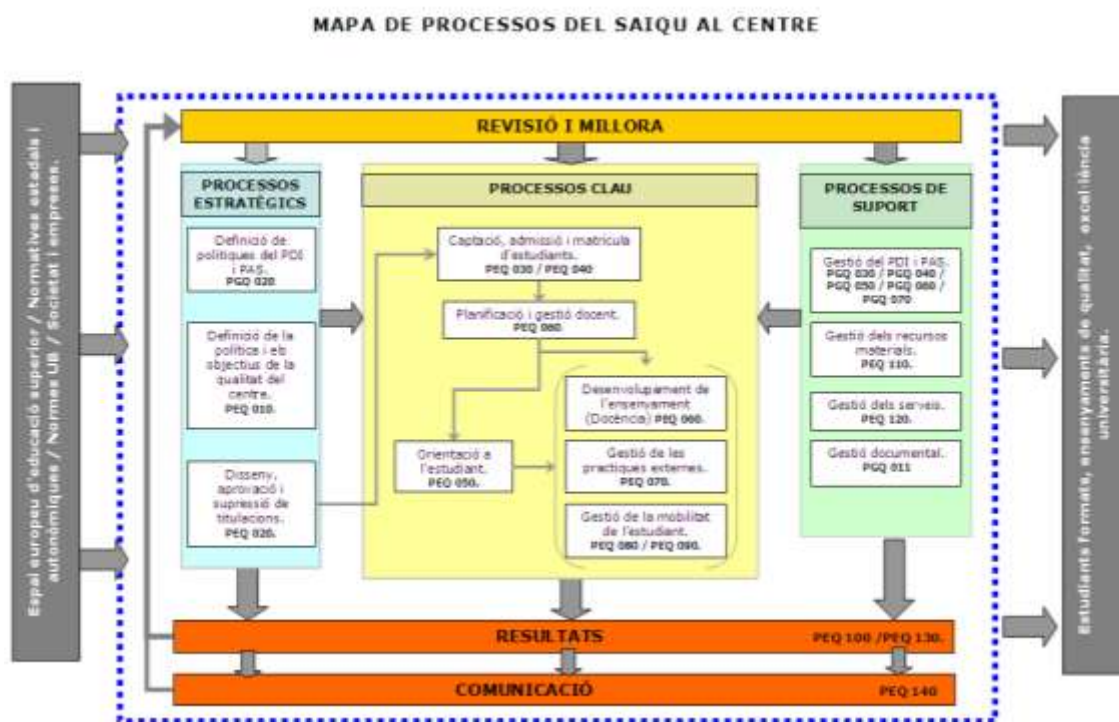 MAPA DE PROCESSOS DEL SAIQU AL CENTRE
Espai europeu d'educació superior / Normatives estadals i
autonòmiques / Normes UB / Societat i empreses.
REVISIÓ I MILLORA
PROCESSOS
ESTRATÈGICS
Definició de
polítiques del PDI
i PAS.
PGQ 020
Definició de la
política i els
objectius de la
qualitat del
centre.
PEQ 010.
Disseny,
aprovació i
supressió de
titulacions.
PEQ 020.
PROCESSOS CLAU
Captació, admissió i matrícula
d'estudiants.
PEQ 030 / PEQ 040
Planificació i gestió docent.
PEQ 060
Desenvolupament de
l'ensenyament
(Docència) PEQ 060.
Orientació a
l'estudiant.
PEQ 050.
Gestió de les
practiques externes.
PEQ 070.
Gestió de la mobilitat
de l'estudiant.
PEQ 080 / PEQ 090.
PROCESSOS DE
SUPORT
Gestió del PDI i PAS.
PGQ 030 / PGQ 040 /
PGQ 050 / PGQ 060 /
PGQ 070
Gestió dels recursos
materials.
PEQ 110.
Gestió dels serveis.
PEQ 120.
Gestió documental.
PGQ 011
RESULTATS
PEQ 100 /PEQ 130.
COMUNICACIÓ
PEQ 140
Estudiants formats, ensenyaments de qualitat, excel·lència
universitària.